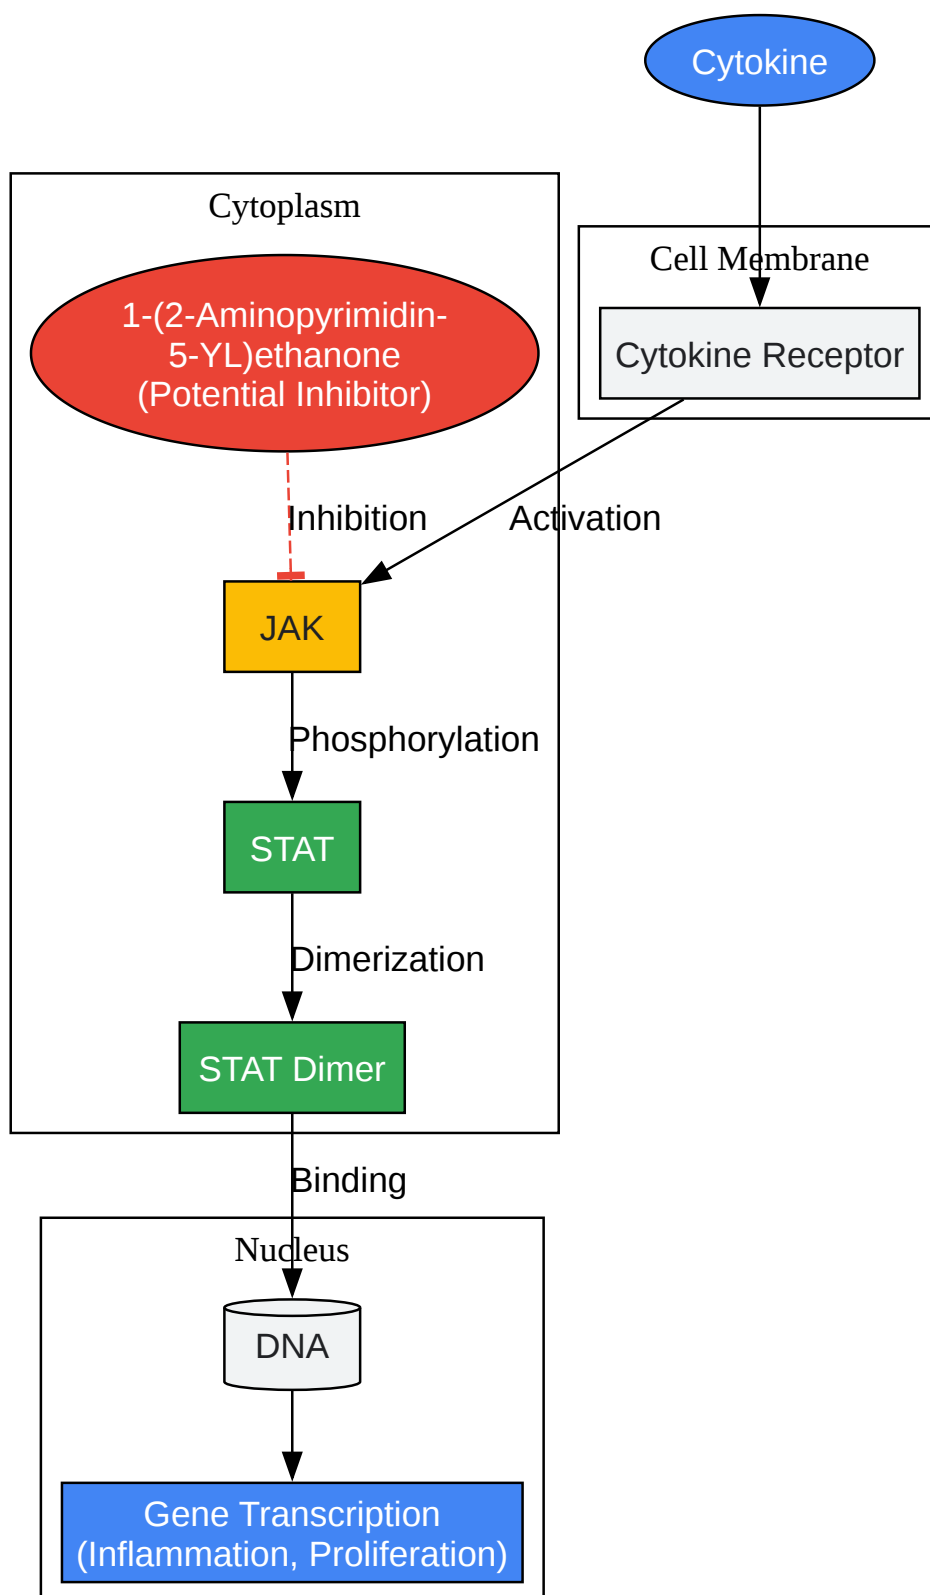 Cytokine
Cytoplasm
Cell Membrane
1-(2-Aminopyrimidin-
5-YL)ethanone
(Potential Inhibitor)
Cytokine Receptor
Inhibition
Activation
JAK
Phosphorylation
STAT
Dimerization
STAT Dimer
Binding
Nucleus
DNA
Gene Transcription
(Inflammation, Proliferation)